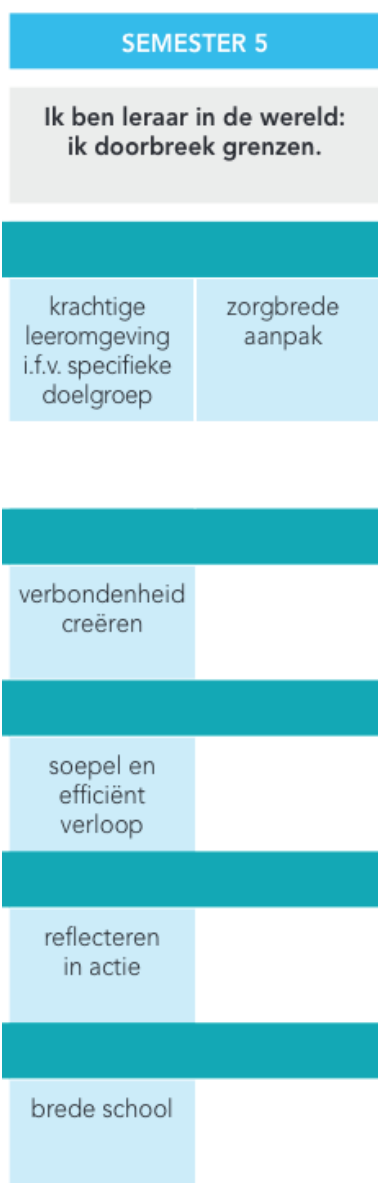 SEMESTER 5
Ik ben leraar in de wereld:
ik doorbreek grenzen.
krachtige
leeromgeving
i.f.v. specifieke
doelgroep
zorgbrede
aanpak
verbondenheid
creëren
soepel en
efficiënt
verloop
reflecteren
in actie
brede school